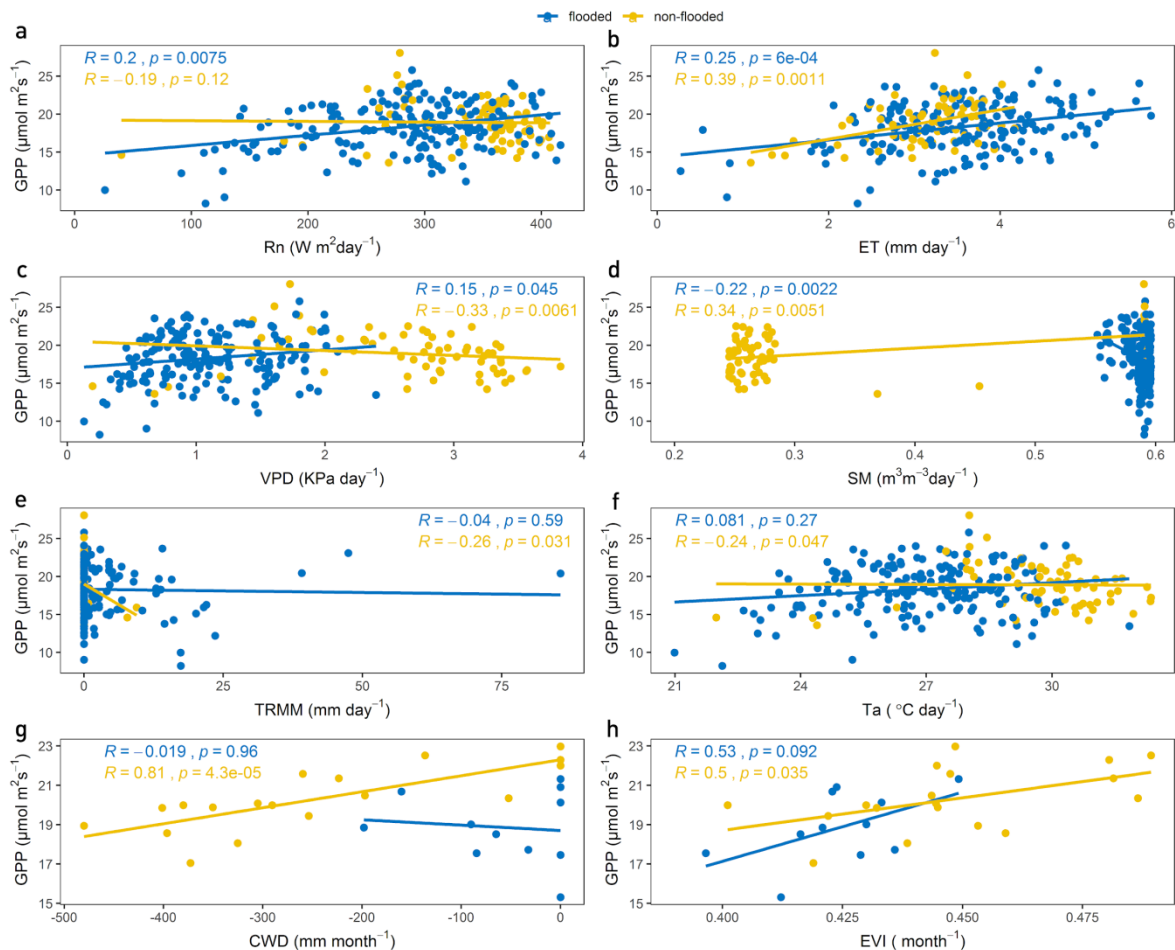 flooded non-flooded
a
R = 0.2 , p = 0.0075
R = −0.19 , p = 0.12
GPP (μmol m²s⁻¹)
25
20
15
10
0 100 200 300 400
Rn (W m²day⁻¹)
b
R = 0.25 , p = 6e−04
R = 0.39 , p = 0.0011
GPP (μmol m²s⁻¹)
25
20
15
10
0 2 4 6
ET (mm day⁻¹)
c
R = 0.15 , p = 0.045
R = −0.33 , p = 0.0061
GPP (μmol m²s⁻¹)
25
20
15
10
0 1 2 3 4
VPD (KPa day⁻¹)
d
R = −0.22 , p = 0.0022
R = 0.34 , p = 0.0051
GPP (μmol m²s⁻¹)
25
20
15
10
0.2 0.3 0.4 0.5 0.6
SM (m³m⁻³day⁻¹)
e
R = −0.04 , p = 0.59
R = −0.26 , p = 0.031
GPP (μmol m²s⁻¹)
25
20
15
10
0 25 50 75
TRMM (mm day⁻¹)
f
R = 0.081 , p = 0.27
R = −0.24 , p = 0.047
GPP (μmol m²s⁻¹)
25
20
15
10
21 24 27 30
Ta ( °C day⁻¹)
g
R = −0.019 , p = 0.96
R = 0.81 , p = 4.3e−05
GPP (μmol m²s⁻¹)
23
21
19
17
15
-500 -400 -300 -200 -100 0
CWD (mm month⁻¹)
h
R = 0.53 , p = 0.092
R = 0.5 , p = 0.035
GPP (μmol m²s⁻¹)
23
21
19
17
15
0.400 0.425 0.450 0.475
EVI ( month⁻¹)